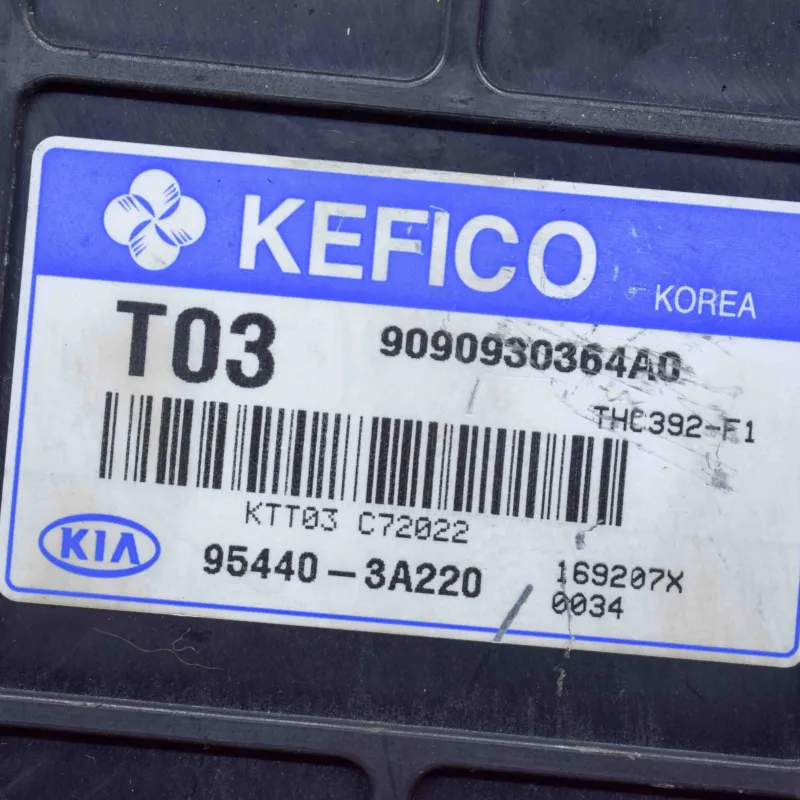 KEFICO KOREA
T03 9090930364A0
THC392-F1
KTT03 C72022
KIA 95440-3A220 169207X
0034